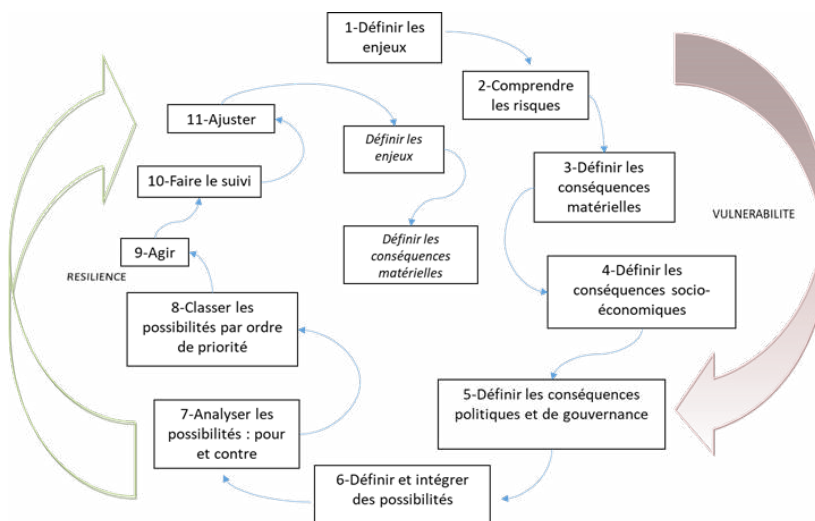 1-Définir les
enjeux
2-Comprendre
les risques
3-Définir les
conséquences
matérielles
VULNERABILITE
4-Définir les
conséquences socio-
économiques
5-Définir les conséquences
politiques et de gouvernance
6-Définir et intégrer
des possibilités
7-Analyser les
possibilités : pour
et contre
8-Classer les
possibilités par ordre
de priorité
RESILIENCE
9-Agir
10-Faire le suivi
11-Ajuster
Définir les
enjeux
Définir les
conséquences
matérielles